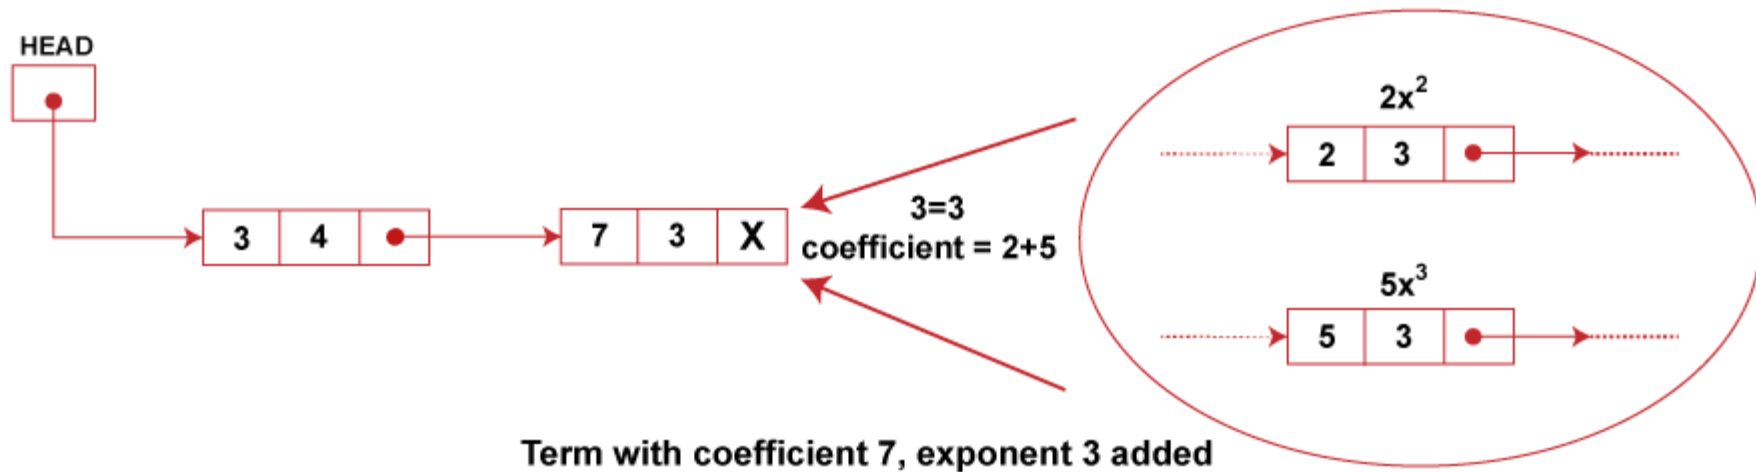 HEAD
3 4
7 3 X
3=3
coefficient = 2+5
2x²
2 3
5x³
5 3
Term with coefficient 7, exponent 3 added